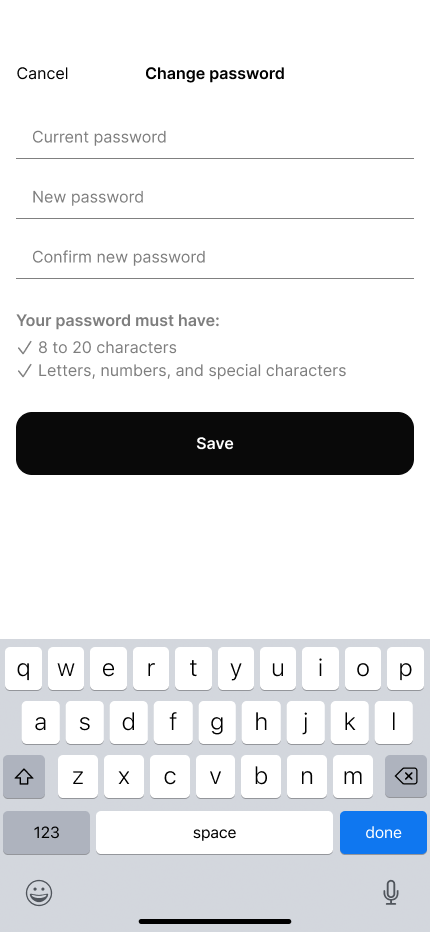 Cancel Change password
Current password
New password
Confirm new password
Your password must have:
8 to 20 characters
Letters, numbers, and special characters
Save
q w e r t y u i o p
a s d f g h j k l
z x c v b n m
123 space done